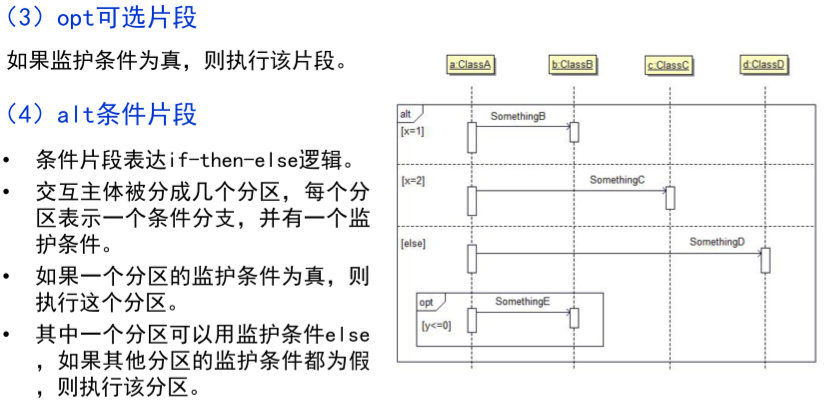 （3）opt可选片段
如果监护条件为真，则执行该片段。
（4）alt条件片段
• 条件片段表达if-then-else逻辑。
• 交互主体被分成几个分区，每个分
区表示一个条件分支，并有一个监
护条件。
• 如果一个分区的监护条件为真，则
执行这个分区。
• 其中一个分区可以用监护条件else
，如果其他分区的监护条件都为假
，则执行该分区。
a:ClassA
b:ClassB
c:ClassC
d:ClassD
alt
SomethingB
[x=1]
[x=2]
SomethingC
[else]
SomethingD
opt
SomethingE
[y<=0]